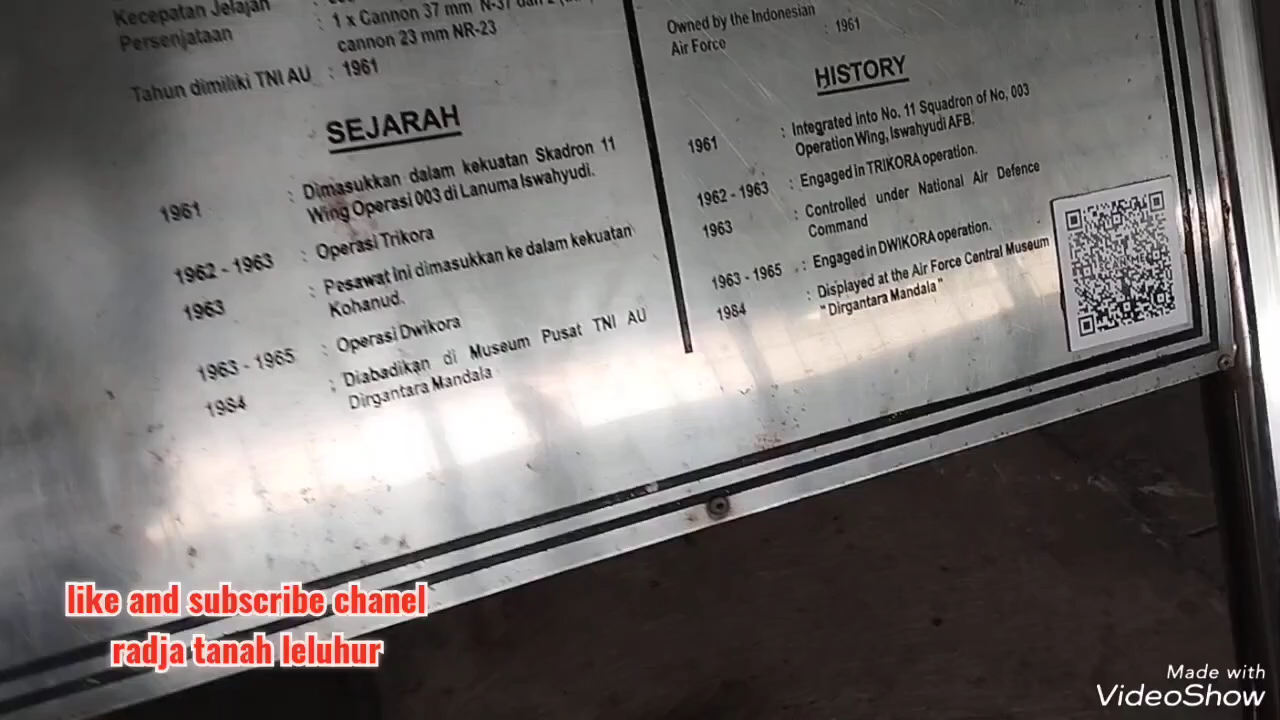 Kecepatan Jelajah :
Persenjataan : 1 x Cannon 37 mm N-37 dan 2
cannon 23 mm NR-23
Tahun dimiliki TNI AU : 1961
SEJARAH
1961 : Dimasukkan dalam kekuatan Skadron 11
Wing Operasi 003 di Lanuma Iswahyudi.
1962 - 1963 : Operasi Trikora
1963 : Pesawat ini dimasukkan ke dalam kekuatan
Kohanud.
1963 - 1965 : Operasi Dwikora
1984 : Diabadikan di Museum Pusat TNI AU
Dirgantara Mandala
Owned by the Indonesian
Air Force : 1961
HISTORY
1961 : Integrated into No. 11 Squadron of No, 003
Operation Wing, Iswahyudi AFB.
1962 - 1963 : Engaged in TRIKORA operation.
1963 : Controlled under National Air Defence
Command
1963 - 1965 : Engaged in DWIKORA operation.
1984 : Displayed at the Air Force Central Museum
"Dirgantara Mandala"
like and subscribe chanel
radja tanah leluhur
Made with
VideoShow